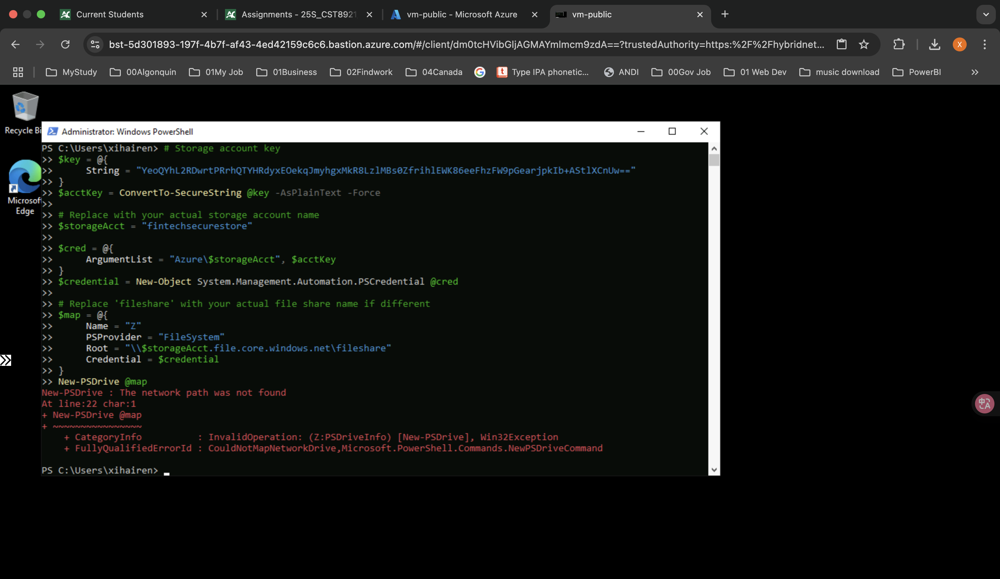 Current Students
Assignments - 25S_CST8921
vm-public - Microsoft Azure
vm-public
bst-5d301893-197f-4b7f-af43-4ed42159c6c6.bastion.azure.com/#/client/dm0tcHVibGljAGMAYmlmcm9zdA==?trustedAuthority=https:%2F%2Fhybridnet...
X
MyStudy
00Algonquin
01My Job
01Business
02Findwork
04Canada
Type IPA phonetic...
ANDI
00Gov Job
01 Web Dev
music download
PowerBI
Recycle Bi
Microsoft
Edge
Administrator: Windows PowerShell
PS C:\Users\xihairen> # Storage account key
>> $key = @{
>>      String = "YeoQYhL2RDwrtPRrhQTYHRdyxEOekqJmyhgxMkR8LzlMBs0ZfrihlEWK86eeFhzFW9pGearjpkIb+AStlXCnUw=="
>> }
>> $acctKey = ConvertTo-SecureString @key -AsPlainText -Force
>>
>> # Replace with your actual storage account name
>> $storageAcct = "fintechsecurestore"
>>
>> $cred = @{
>>      ArgumentList = "Azure\$storageAcct", $acctKey
>> }
>> $credential = New-Object System.Management.Automation.PSCredential @cred
>>
>> # Replace 'fileshare' with your actual file share name if different
>> $map = @{
>>      Name = "Z"
>>      PSProvider = "FileSystem"
>>      Root = "\\$storageAcct.file.core.windows.net\fileshare"
>>      Credential = $credential
>> }
>> New-PSDrive @map
New-PSDrive : The network path was not found
At line:22 char:1
+ New-PSDrive @map
+ ~~~~~~~~~~~~~~~~
    + CategoryInfo          : InvalidOperation: (Z:PSDriveInfo) [New-PSDrive], Win32Exception
    + FullyQualifiedErrorId : CouldNotMapNetworkDrive,Microsoft.PowerShell.Commands.NewPSDriveCommand
PS C:\Users\xihairen>